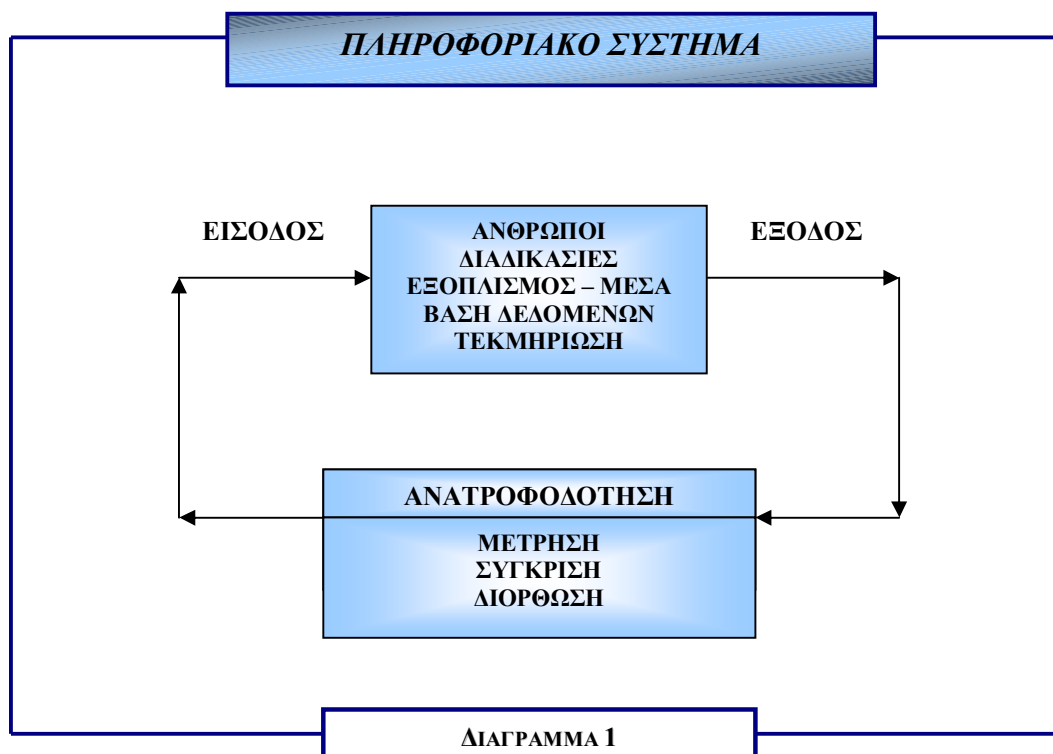 ΠΛΗΡΟΦΟΡΙΑΚΟ ΣΥΣΤΗΜΑ
ΕΙΣΟΔΟΣ
ΑΝΘΡΩΠΟΙ
ΔΙΑΔΙΚΑΣΙΕΣ
ΕΞΟΠΛΙΣΜΟΣ – ΜΕΣΑ
ΒΑΣΗ ΔΕΔΟΜΕΝΩΝ
ΤΕΚΜΗΡΙΩΣΗ
ΕΞΟΔΟΣ
ΑΝΑΤΡΟΦΟΔΟΤΗΣΗ
ΜΕΤΡΗΣΗ
ΣΥΓΚΡΙΣΗ
ΔΙΟΡΘΩΣΗ
ΔΙΑΓΡΑΜΜΑ 1